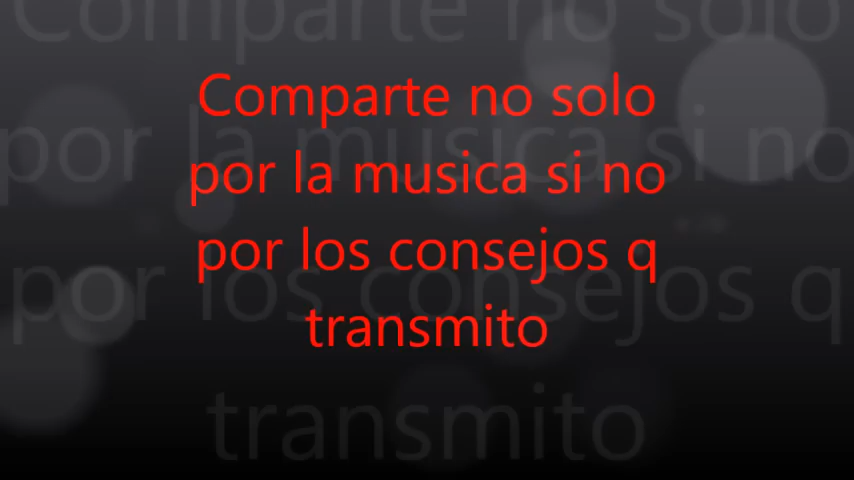 Comparte no solo
por la musica si no
por los consejos q
transmito